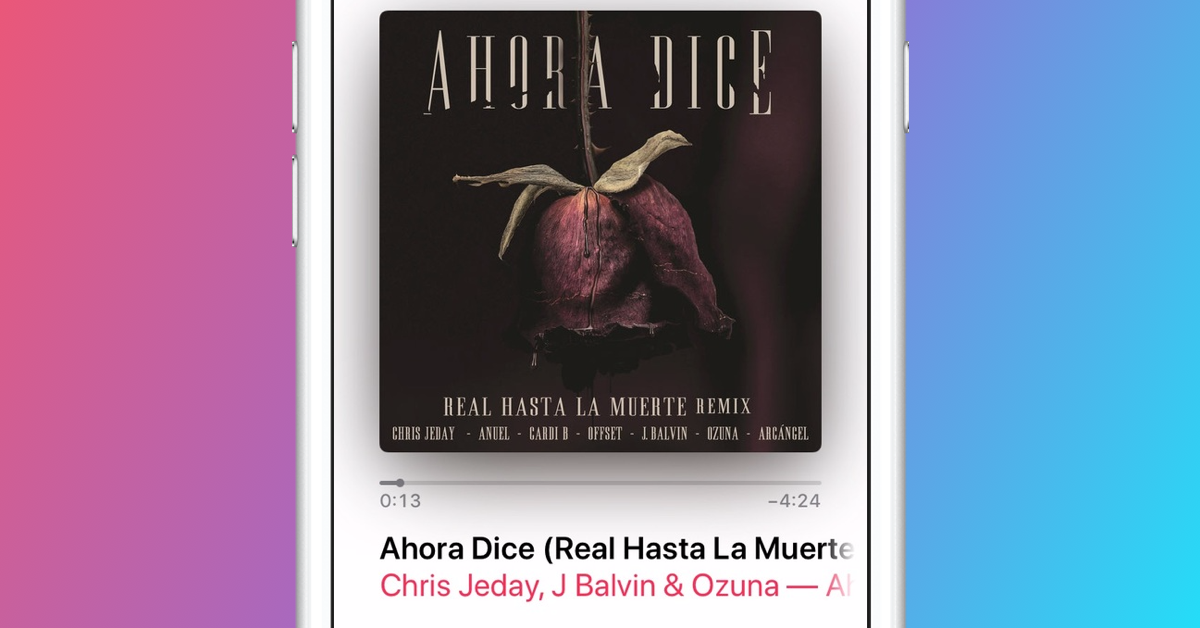 AHORA DICE
REAL HASTA LA MUERTE REMIX
CHRIS JEDAY - ANUEL - CARDI B - OFFSET - J. BALVIN - OZUNA - ARCÁNGEL
0:13
−4:24
Ahora Dice (Real Hasta La Muerte
Chris Jeday, J Balvin & Ozuna — Ah